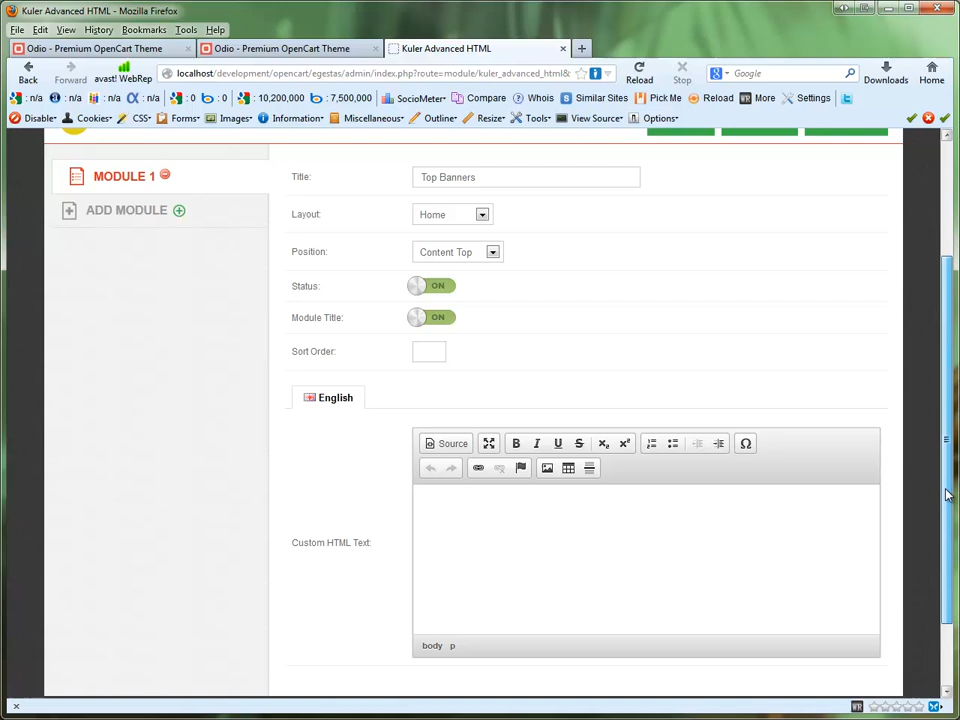 Kuler Advanced HTML - Mozilla Firefox
File Edit View History Bookmarks Tools Help
Odio - Premium OpenCart Theme × Odio - Premium OpenCart Theme × Kuler Advanced HTML × +
Back Forward avast! WebRep localhost/development/opencart/egestas/admin/index.php?route=module/kuler_advanced_html& Reload Stop Google Downloads Home
: n/a : n/a : n/a : n/a : 0 : 0 : 10,200,000 : 7,500,000 SocioMeter Compare Whois Similar Sites Pick Me Reload More Settings
Disable Cookies CSS Forms Images Information Miscellaneous Outline Resize Tools View Source Options
MODULE 1
ADD MODULE
Title: Top Banners
Layout: Home
Position: Content Top
Status: ON
Module Title: ON
Sort Order:
English
Source B I U S x₂ x² Ω
Custom HTML Text:
body p
× WR